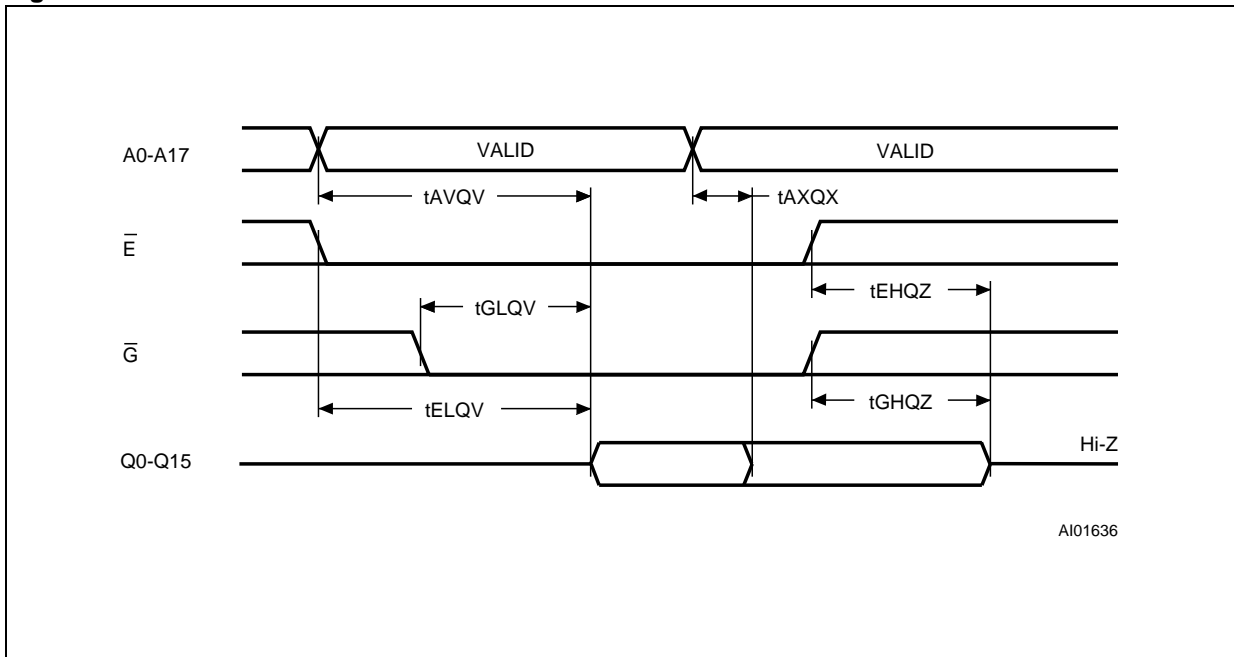 A0-A17
VALID
VALID
tAVQV
tAXQX
E̅
tEHQZ
tGLQV
G̅
tGHQZ
tELQV
Q0-Q15
Hi-Z
AI01636